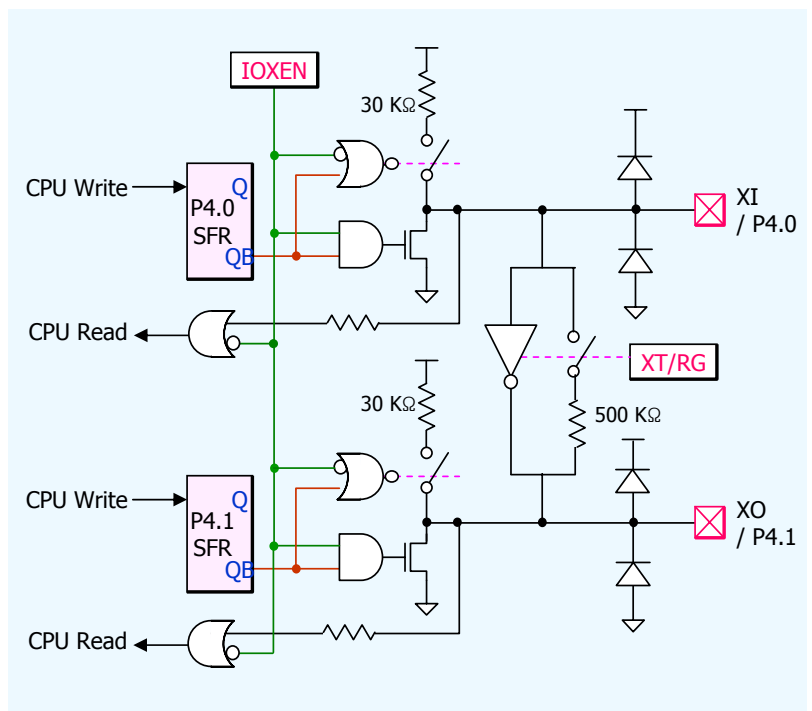 IOXEN
30 KΩ
CPU Write
Q
P4.0
SFR
QB
XI
/ P4.0
CPU Read
XT/RG
30 KΩ
500 KΩ
CPU Write
Q
P4.1
SFR
QB
XO
/ P4.1
CPU Read